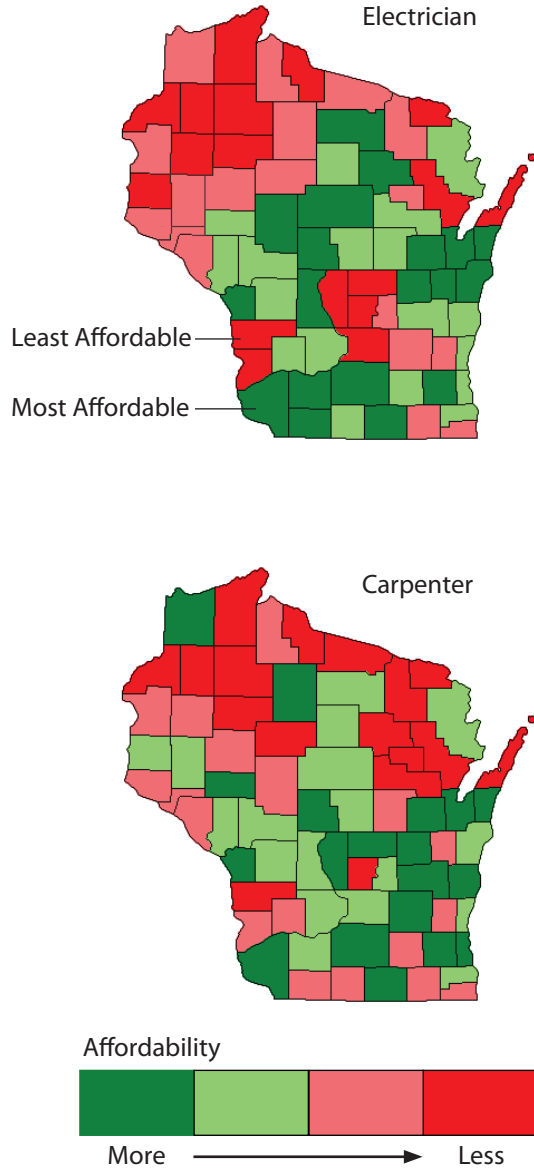 Electrician
Least Affordable
Most Affordable
Carpenter
Affordability
More
Less